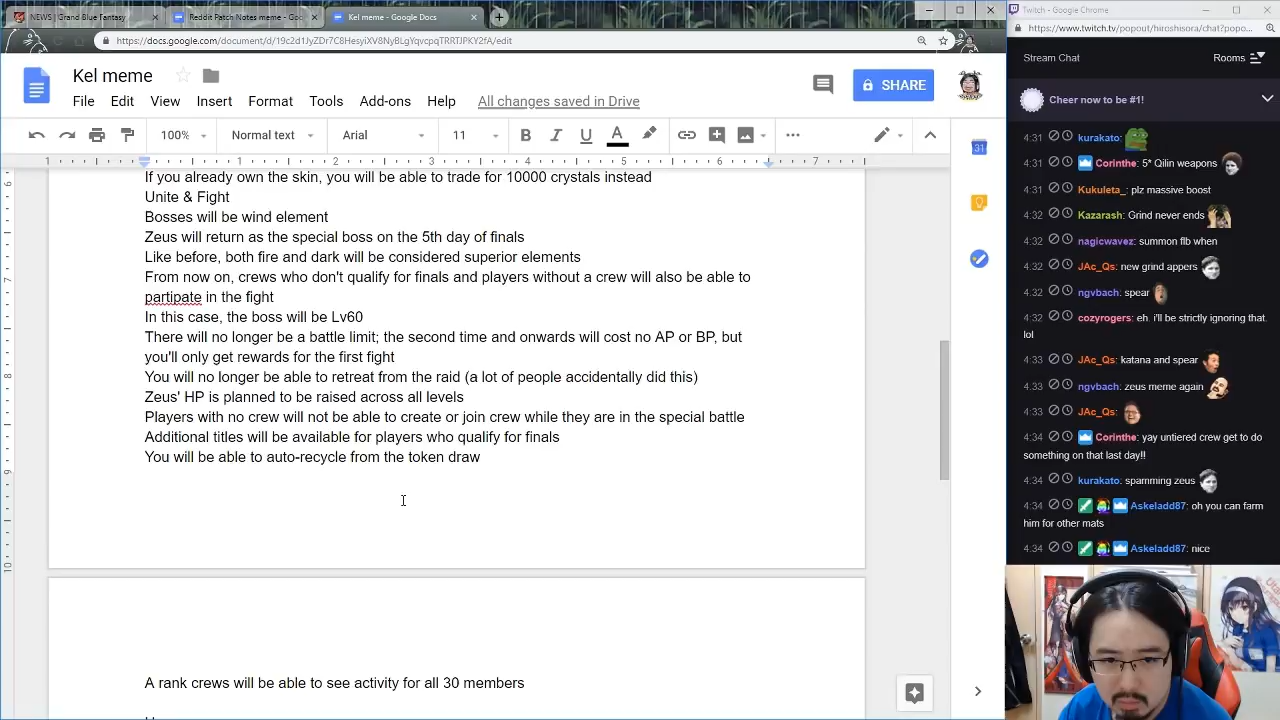 NEWS | Grand Blue Fantasy
Reddit Patch Notes meme - Goo
Kel meme - Google Docs
https://docs.google.com/document/d/19c2d1JyZDr7C8HesyiXV8NyBLgYqvcpqTRRTJPKY2fA/edit
Kel meme
SHARE
File Edit View Insert Format Tools Add-ons Help All changes saved in Drive
100% Normal text Arial 11 B I U A
1 1 2 3 4 5 6 7
If you already own the skin, you will be able to trade for 10000 crystals instead
Unite & Fight
Bosses will be wind element
Zeus will return as the special boss on the 5th day of finals
Like before, both fire and dark will be considered superior elements
From now on, crews who don't qualify for finals and players without a crew will also be able to
partipate in the fight
In this case, the boss will be Lv60
There will no longer be a battle limit; the second time and onwards will cost no AP or BP, but
you'll only get rewards for the first fight
You will no longer be able to retreat from the raid (a lot of people accidentally did this)
Zeus' HP is planned to be raised across all levels
Players with no crew will not be able to create or join crew while they are in the special battle
Additional titles will be available for players who qualify for finals
You will be able to auto-recycle from the token draw
A rank crews will be able to see activity for all 30 members
31
Twitch - Google Chrome
https://www.twitch.tv/popout/hiroshisora/chat?popo...
Stream Chat
Rooms
Cheer now to be #1!
4:31 kurakato:
4:31 Corinthe: 5* Qilin weapons
4:31 Kukuleta_: plz massive boost
4:32 Kazarash: Grind never ends
4:32 nagicwavez: summon flb when
4:32 JAc_Qs: new grind appers
4:32 ngvbach: spear
4:32 cozyrogers: eh. i'll be strictly ignoring that.
lol
4:33 JAc_Qs: katana and spear
4:33 ngvbach: zeus meme again
4:33 JAc_Qs:
4:34 Corinthe: yay untiered crew get to do
something on that last day!!
4:34 kurakato: spamming zeus
4:34 Askeladd87: oh you can farm
him for other mats
4:34 Askeladd87: nice